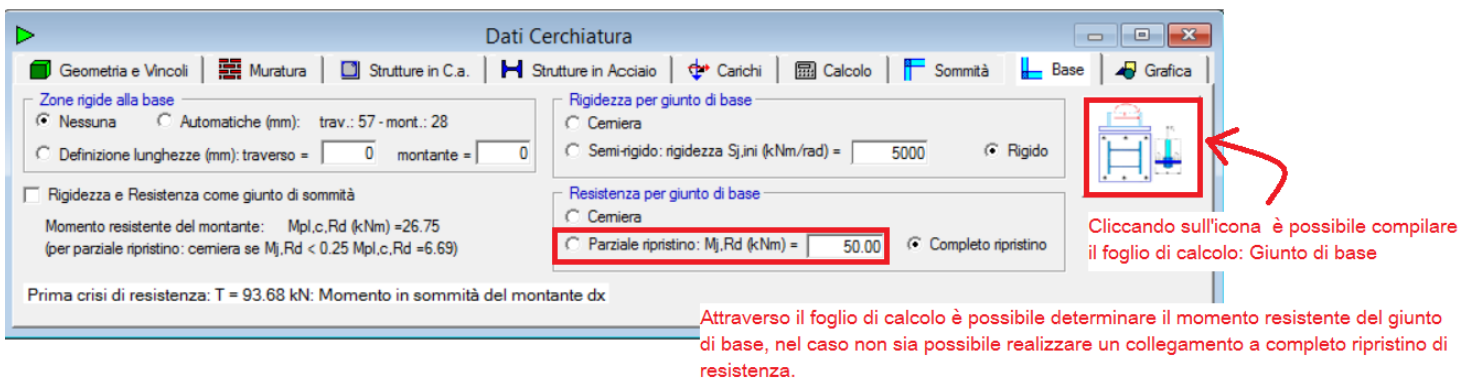 Dati Cerchiatura
Geometria e Vincoli
Muratura
Strutture in C.a.
Strutture in Acciaio
Carichi
Calcolo
Sommità
Base
Grafica
Zone rigide alla base
Nessuna
Automatiche (mm): trav.: 57 - mont.: 28
Definizione lunghezze (mm): traverso = 0 montante = 0
Rigidezza e Resistenza come giunto di sommità
Momento resistente del montante: Mpl,c,Rd (kNm) =26.75
(per parziale ripristino: cerniera se Mj,Rd < 0.25 Mpl,c,Rd =6.69)
Rigidezza per giunto di base
Cerniera
Semi-rigido: rigidezza Sj,ini (kNm/rad) = 5000
Rigido
Resistenza per giunto di base
Cerniera
Parziale ripristino: Mj,Rd (kNm) = 50.00
Completo ripristino
Prima crisi di resistenza: T = 93.68 kN: Momento in sommità del montante dx
Cliccando sull'icona è possibile compilare
il foglio di calcolo: Giunto di base
Attraverso il foglio di calcolo è possibile determinare il momento resistente del giunto
di base, nel caso non sia possibile realizzare un collegamento a completo ripristino di
resistenza.